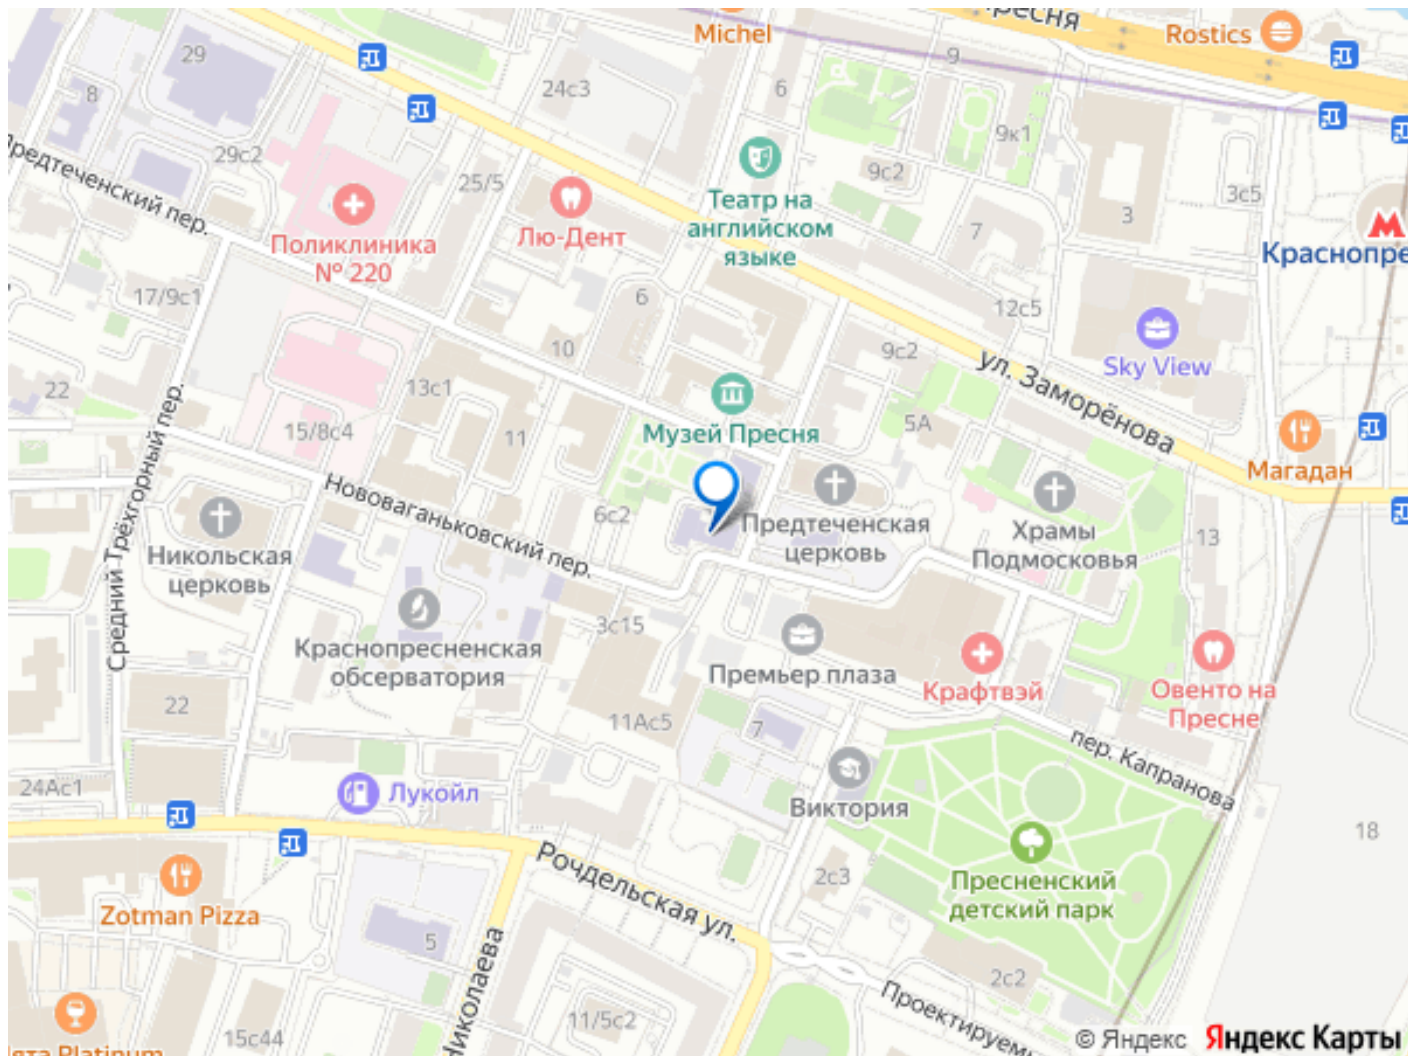 Michel
Rostics
29
9
8
24с3
6
9к1
29с2
25/5
9с2
3с5
3
Предтеченский пер.
Поликлиника
№ 220
Лю-Дент
Театр на
английском
языке
7
17/9с1
6
12с5
10
9с2
Sky View
ул. Заморёнова
22
13с1
5А
15/8с4
11
Музей Пресня
Магадан
Средний Трёхгорный пер.
Нововаганьковский пер.
6с2
Предтеченская
церковь
Храмы
Подмосковья
13
Никольская
церковь
3с15
Краснопресненская
обсерватория
Премьер плаза
Крафтвэй
Овенто на
Пресне
22
11Ас5
7
пер. Капранова
24Ас1
Лукойл
Виктория
18
Рочдельская ул.
2с3
Пресненский
детский парк
Zotman Pizza
5
Николаева
2с2
11/5с2
15с44
Platinum
© Яндекс Яндекс Карты